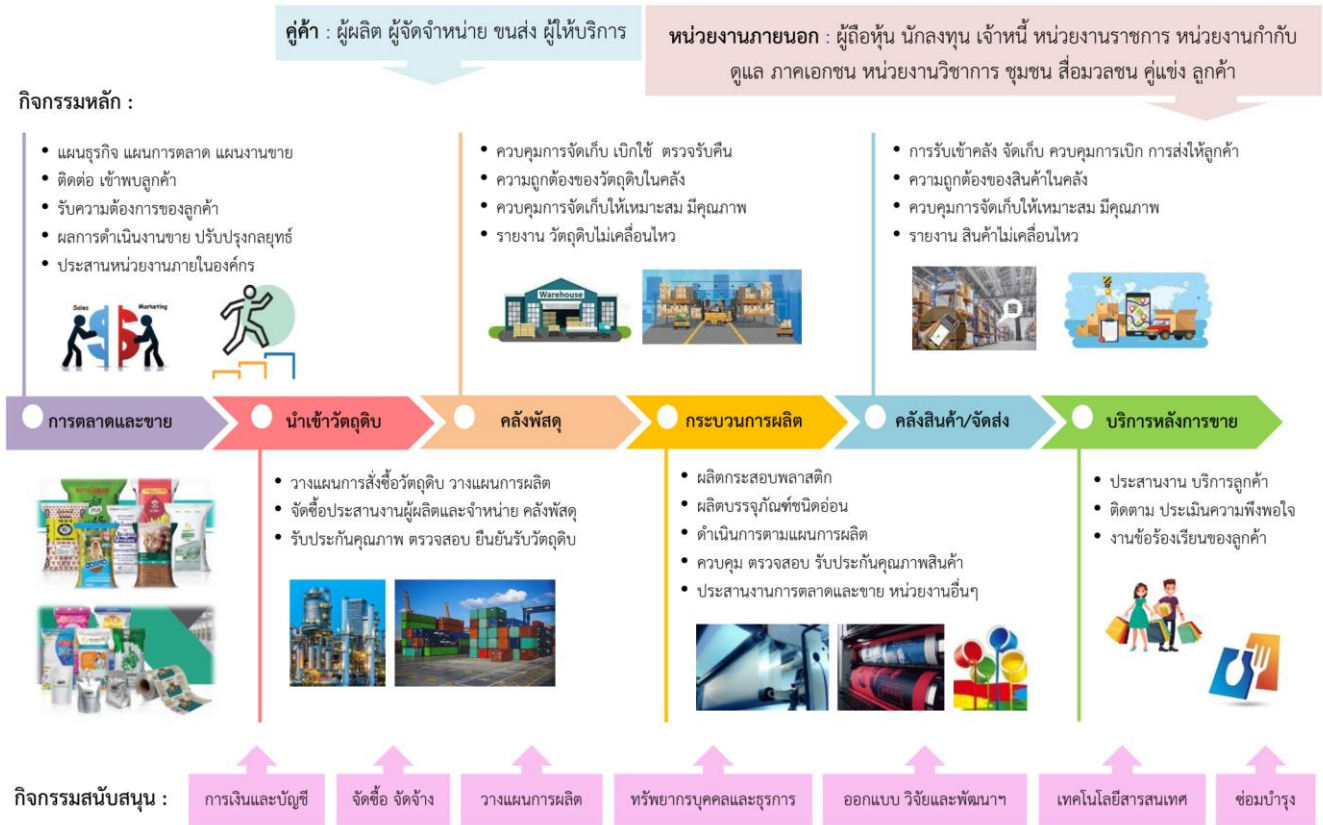 คู่ค้า : ผู้ผลิต ผู้จัดจำหน่าย ขนส่ง ผู้ให้บริการ
หน่วยงานภายนอก : ผู้ถือหุ้น นักลงทุน เจ้าหนี้ หน่วยงานราชการ หน่วยงานกำกับ
ดูแล ภาคเอกชน หน่วยงานวิชาการ ชุมชน สื่อมวลชน คู่แข่ง ลูกค้า
กิจกรรมหลัก :
• แผนธุรกิจ แผนการตลาด แผนงานขาย
• ติดต่อ เข้าพบลูกค้า
• รับความต้องการของลูกค้า
• ผลการดำเนินงานขาย ปรับปรุงกลยุทธ์
• ประสานหน่วยงานภายในองค์กร
Sales
Marketing
• ควบคุมการจัดเก็บ เบิกใช้ ตรวจรับคืน
• ความถูกต้องของวัตถุดิบในคลัง
• ควบคุมการจัดเก็บให้เหมาะสม มีคุณภาพ
• รายงาน วัตถุดิบไม่เคลื่อนไหว
Warehouse
• การรับเข้าคลัง จัดเก็บ ควบคุมการเบิก การส่งให้ลูกค้า
• ความถูกต้องของสินค้าในคลัง
• ควบคุมการจัดเก็บให้เหมาะสม มีคุณภาพ
• รายงาน สินค้าไม่เคลื่อนไหว
การตลาดและขาย
นำเข้าวัตถุดิบ
คลังพัสดุ
กระบวนการผลิต
คลังสินค้า/จัดส่ง
บริการหลังการขาย
• วางแผนการสั่งซื้อวัตถุดิบ วางแผนการผลิต
• จัดซื้อประสานงานผู้ผลิตและจำหน่าย คลังพัสดุ
• รับประกันคุณภาพ ตรวจสอบ ยืนยันรับวัตถุดิบ
• ผลิตกระสอบพลาสติก
• ผลิตบรรจุภัณฑ์ชนิดอ่อน
• ดำเนินการตามแผนการผลิต
• ควบคุม ตรวจสอบ รับประกันคุณภาพสินค้า
• ประสานงานการตลาดและขาย หน่วยงานอื่นๆ
• ประสานงาน บริการลูกค้า
• ติดตาม ประเมินความพึงพอใจ
• งานข้อร้องเรียนของลูกค้า
กิจกรรมสนับสนุน :
การเงินและบัญชี
จัดซื้อ จัดจ้าง
วางแผนการผลิต
ทรัพยากรบุคคลและธุรการ
ออกแบบ วิจัยและพัฒนาฯ
เทคโนโลยีสารสนเทศ
ซ่อมบำรุง